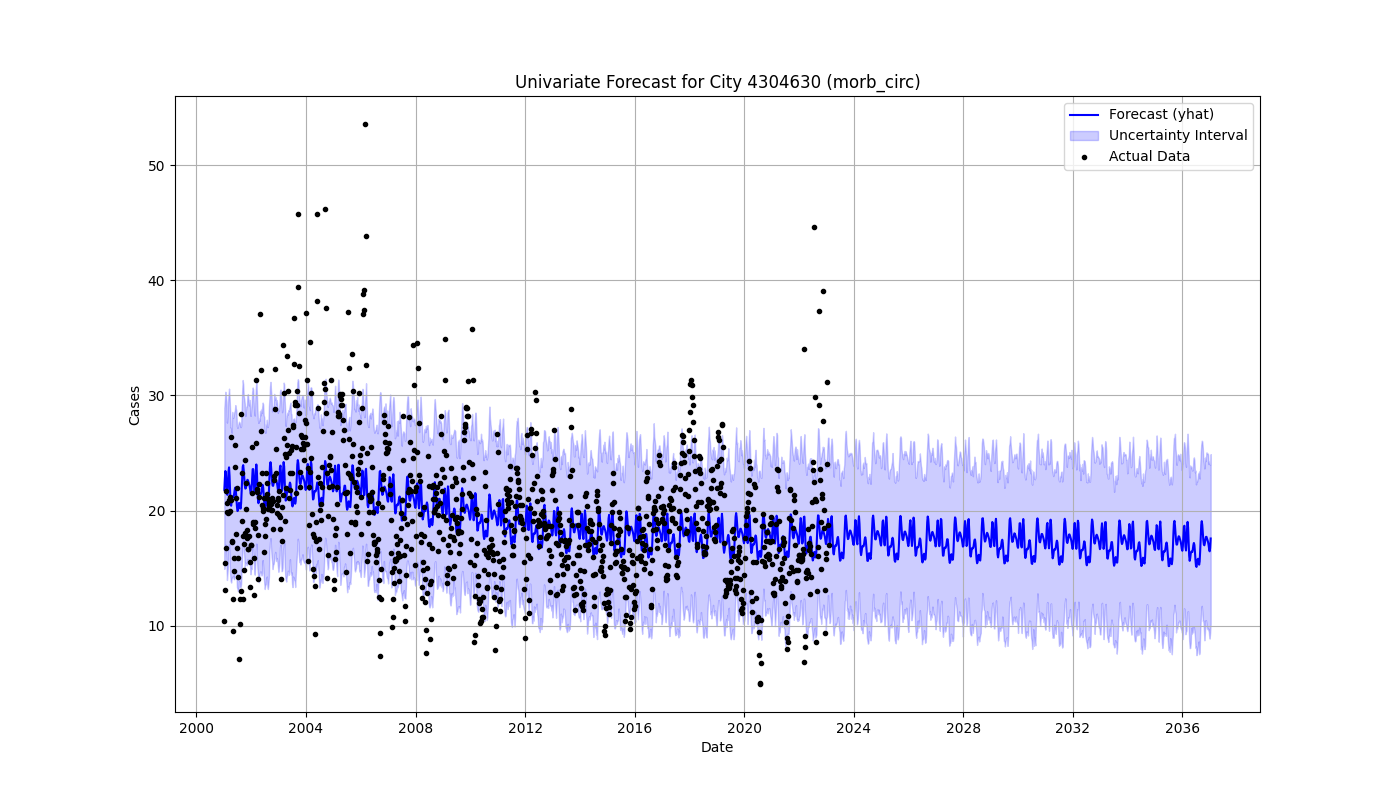 Univariate Forecast for City 4304630 (morb_circ)
Forecast (yhat)
Uncertainty Interval
Actual Data
Cases
50
40
30
20
10
2000 2004 2008 2012 2016 2020 2024 2028 2032 2036
Date